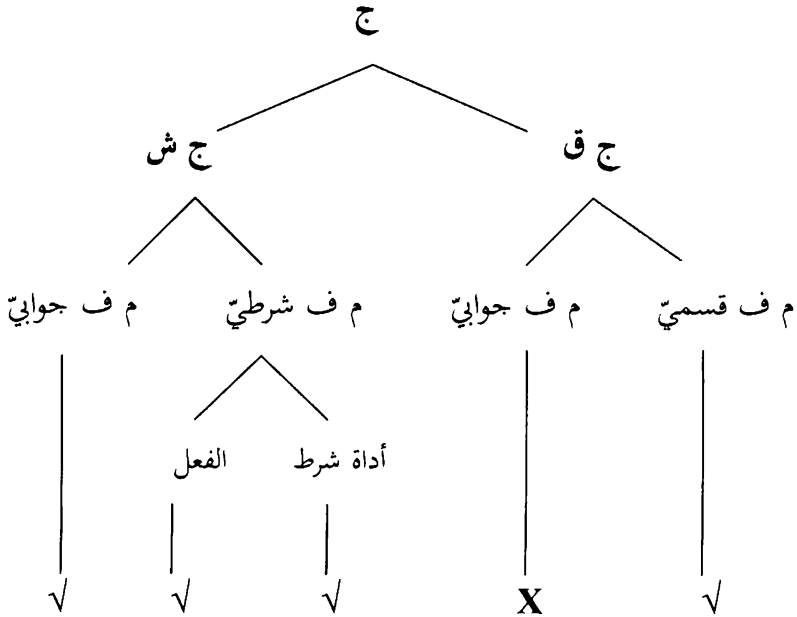 ج
ج ق ج ش
م ف قسميّ م ف جوابيّ م ف شرطيّ م ف جوابيّ
أداة شرط الفعل
√ X √ √ √